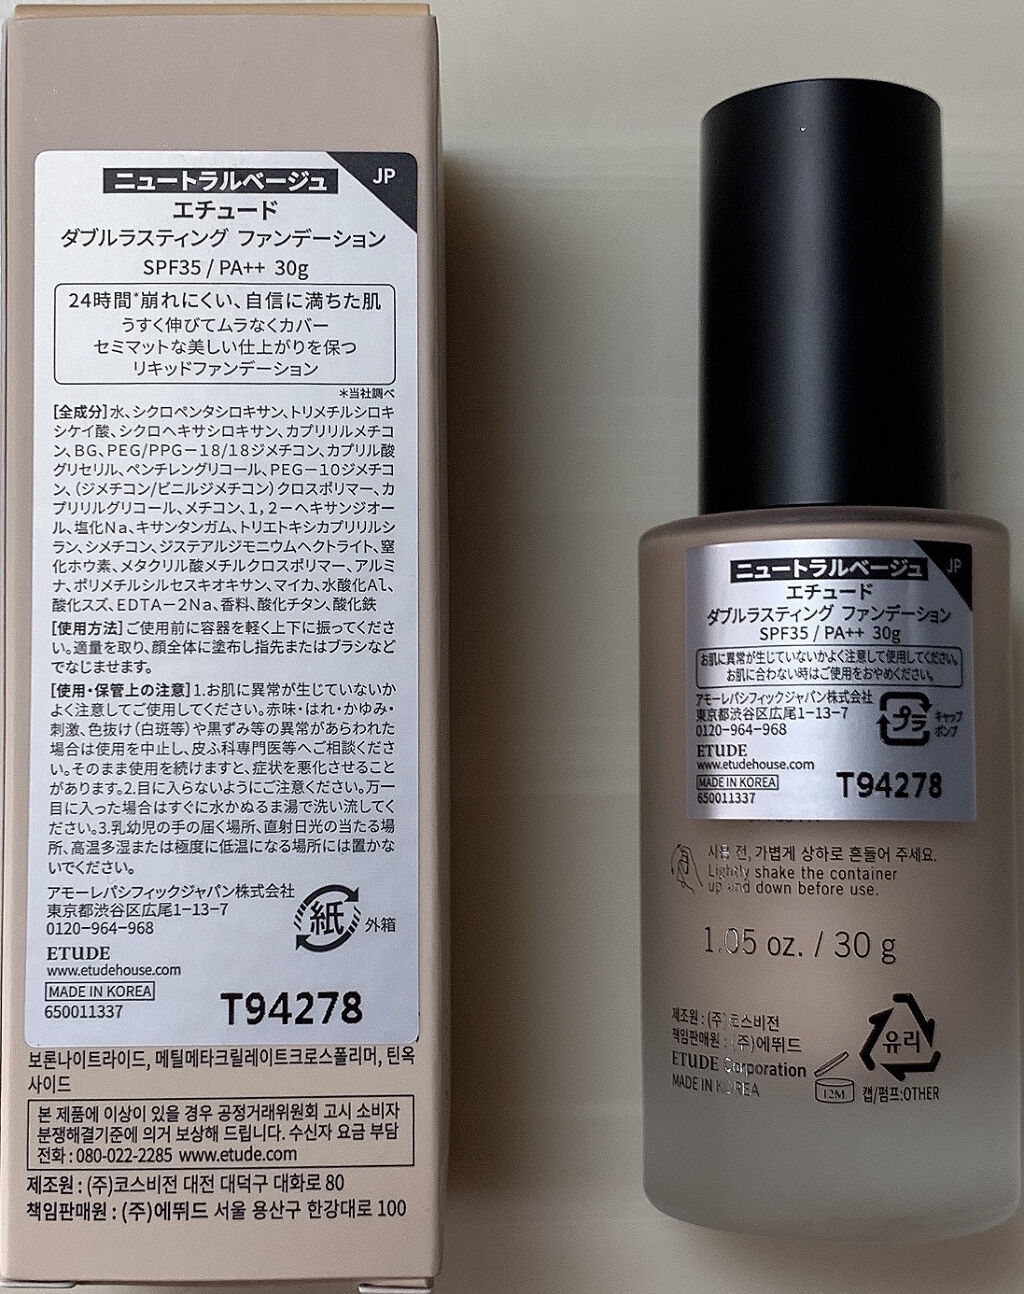 ニュートラルベージュ
JP
エチュード
ダブルラスティング ファンデーション
SPF35 / PA++ 30g
24時間*崩れにくい、自信に満ちた肌
うすく伸びてムラなくカバー
セミマットな美しい仕上がりを保つ
リキッドファンデーション
*当社調べ
[全成分]水、シクロペンタシロキサン、トリメチルシロキ
シケイ酸、シクロヘキサシロキサン、カプリリルメチコ
ン、BG、PEG/PPG－18/18ジメチコン、カプリル酸
グリセリル、ペンチレングリコール、PEG－10ジメチコ
ン、(ジメチコン/ビニルジメチコン)クロスポリマー、カ
プリリルグリコール、メチコン、1，2－ヘキサンジオー
ル、塩化Na、キサンタンガム、トリエトキシカプリリルシ
ラン、シメチコン、ジステアルジモニウムヘクトライト、窒
化ホウ素、メタクリル酸メチルクロスポリマー、アルミ
ナ、ポリメチルシルセスキオキサン、マイカ、水酸化Al、
酸化スズ、EDTA－2Na、香料、酸化チタン、酸化鉄
[使用方法]ご使用前に容器を軽く上下に振ってくださ
い。適量を取り、顔全体に塗布し指先またはブラシなど
でなじませます。
[使用・保管上の注意]1.お肌に異常が生じていないか
よく注意してご使用してください。赤味・はれ・かゆみ・
刺激、色抜け(白斑等)や黒ずみ等の異常があらわれた
場合は使用を中止し、皮ふ科専門医等へご相談くださ
い。そのまま使用を続けますと、症状を悪化させること
があります。2.目に入らないようにご注意ください。万一
目に入った場合はすぐに水かぬるま湯で洗い流してく
ださい。3.乳幼児の手の届く場所、直射日光の当たる場
所、高温多湿または極度に低温になる場所には置かな
いでください。
アモーレパシフィックジャパン株式会社
東京都渋谷区広尾1−13−7
0120−964−968
紙 外箱
ETUDE
www.etudehouse.com
MADE IN KOREA
650011337
T94278
보론나이트라이드, 메틸메타크릴레이트크로스폴리머, 틴옥
사이드
본 제품에 이상이 있을 경우 공정거래위원회 고시 소비자
분쟁해결기준에 의거 보상해 드립니다. 수신자 요금 부담
전화 : 080-022-2285 www.etude.com
제조원 : (주)코스비전 대전 대덕구 대화로 80
책임판매원 : (주)에뛰드 서울 용산구 한강대로 100
ニュートラルベージュ
JP
エチュード
ダブルラスティング ファンデーション
SPF35 / PA++ 30g
お肌に異常が生じていないかよく注意して使用してください。
お肌に合わない時はご使用をおやめください。
アモーレパシフィックジャパン株式会社
東京都渋谷区広尾1−13−7
0120−964−968
プラ
キャップ
ポンプ
ETUDE
www.etudehouse.com
MADE IN KOREA
650011337
T94278
사용 전, 가볍게 상하로 흔들어 주세요.
Lightly shake the container
up and down before use.
1.05 oz. / 30 g
제조원 : (주)코스비전
책임판매원 : (주)에뛰드
ETUDE Corporation
MADE IN KOREA
12M
유리
캡/펌프:OTHER